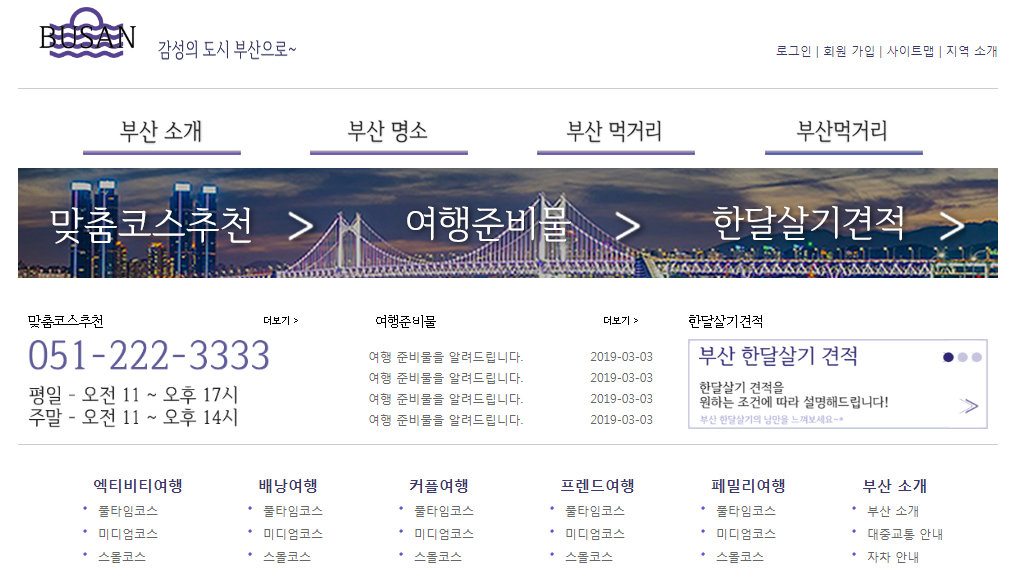 BUSAN
감성의 도시 부산으로~
로그인 | 회원 가입 | 사이트맵 | 지역 소개
부산 소개 부산 명소 부산 먹거리 부산먹거리
맞춤코스추천 > 여행준비물 > 한달살기견적 >
맞춤코스추천 더보기 >
051-222-3333
평일 - 오전 11 ~ 오후 17시
주말 - 오전 11 ~ 오후 14시
여행준비물 더보기 >
여행 준비물을 알려드립니다. 2019-03-03
여행 준비물을 알려드립니다. 2019-03-03
여행 준비물을 알려드립니다. 2019-03-03
여행 준비물을 알려드립니다. 2019-03-03
한달살기견적
부산 한달살기 견적
한달살기 견적을
원하는 조건에 따라 설명해드립니다!
부산 한달살기의 낭만을 느껴보세요~*
엑티비티여행 배낭여행 커플여행 프렌드여행 페밀리여행 부산 소개
풀타임코스 풀타임코스 풀타임코스 풀타임코스 풀타임코스 부산 소개
미디엄코스 미디엄코스 미디엄코스 미디엄코스 미디엄코스 대중교통 안내
스몰코스 스몰코스 스몰코스 스몰코스 스몰코스 자차 안내